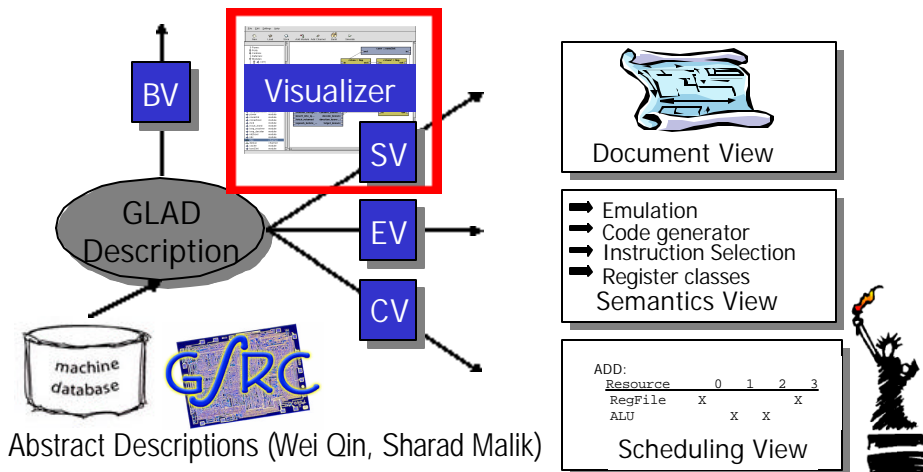 BV
Visualizer
SV
EV
CV
GLAD
Description
machine
database
GSRC
Abstract Descriptions (Wei Qin, Sharad Malik)
Document View
Emulation
Code generator
Instruction Selection
Register classes
Semantics View
ADD:
Resource 0 1 2 3
RegFile X X
ALU X X
Scheduling View